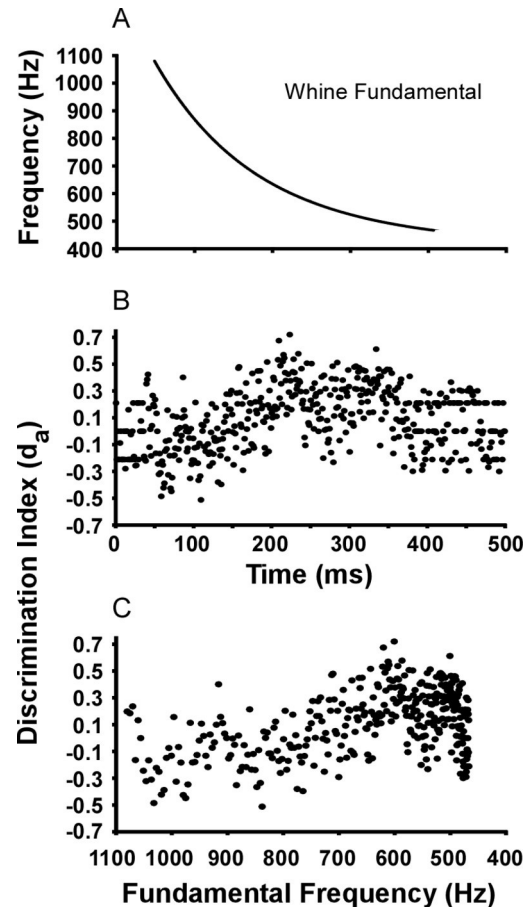 A
1100
1000
900
800
700
600
500
400
Frequency (Hz)
Whine Fundamental
B
0.7
0.5
0.3
0.1
-0.1
-0.3
-0.5
-0.7
0 100 200 300 400 500
Time (ms)
Discrimination Index (da)
C
0.7
0.5
0.3
0.1
-0.1
-0.3
-0.5
-0.7
1100 1000 900 800 700 600 500 400
Fundamental Frequency (Hz)